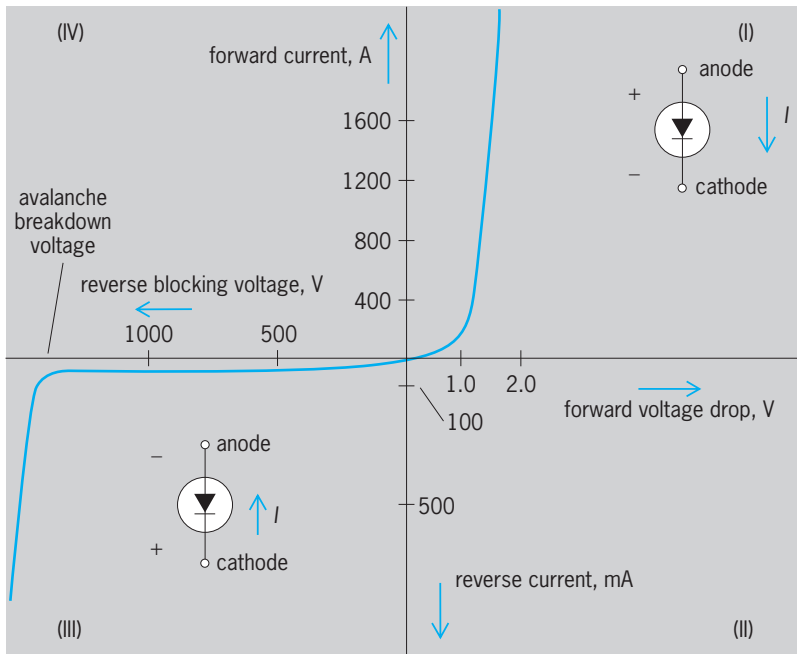 (IV)
(I)
forward current, A
anode
+
I
1600
–
cathode
1200
avalanche
breakdown
voltage
800
reverse blocking voltage, V
400
1000
500
1.0
2.0
100
forward voltage drop, V
–
anode
500
I
+
cathode
reverse current, mA
(III)
(II)